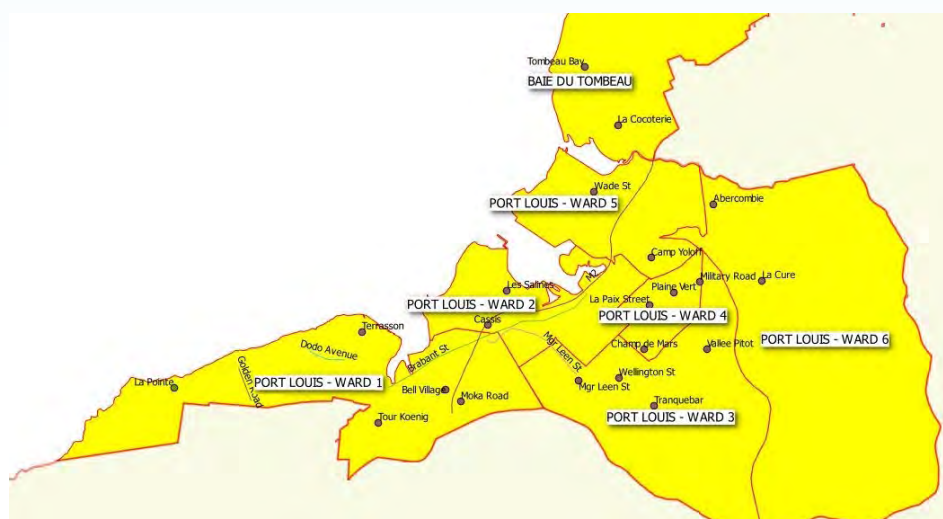 Tombeau Bay
BAIE DU TOMBEAU
La Cocoterie
Wade St
PORT LOUIS - WARD 5
Abercombie
Camp Yoloff
M2
Les Salines
Military Road
La Cure
Plaine Vert
La Paix Street
PORT LOUIS - WARD 2
PORT LOUIS - WARD 4
Cassis
Terrasson
Dodo Avenue
Brabant St
Mgr Leen St
Champ de Mars
Vallee Pitot
PORT LOUIS - WARD 6
Golden Road
La Pointe
PORT LOUIS - WARD 1
Bell Village
Moka Road
Mgr Leen St
Wellington St
Tranquebar
PORT LOUIS - WARD 3
Tour Koenig